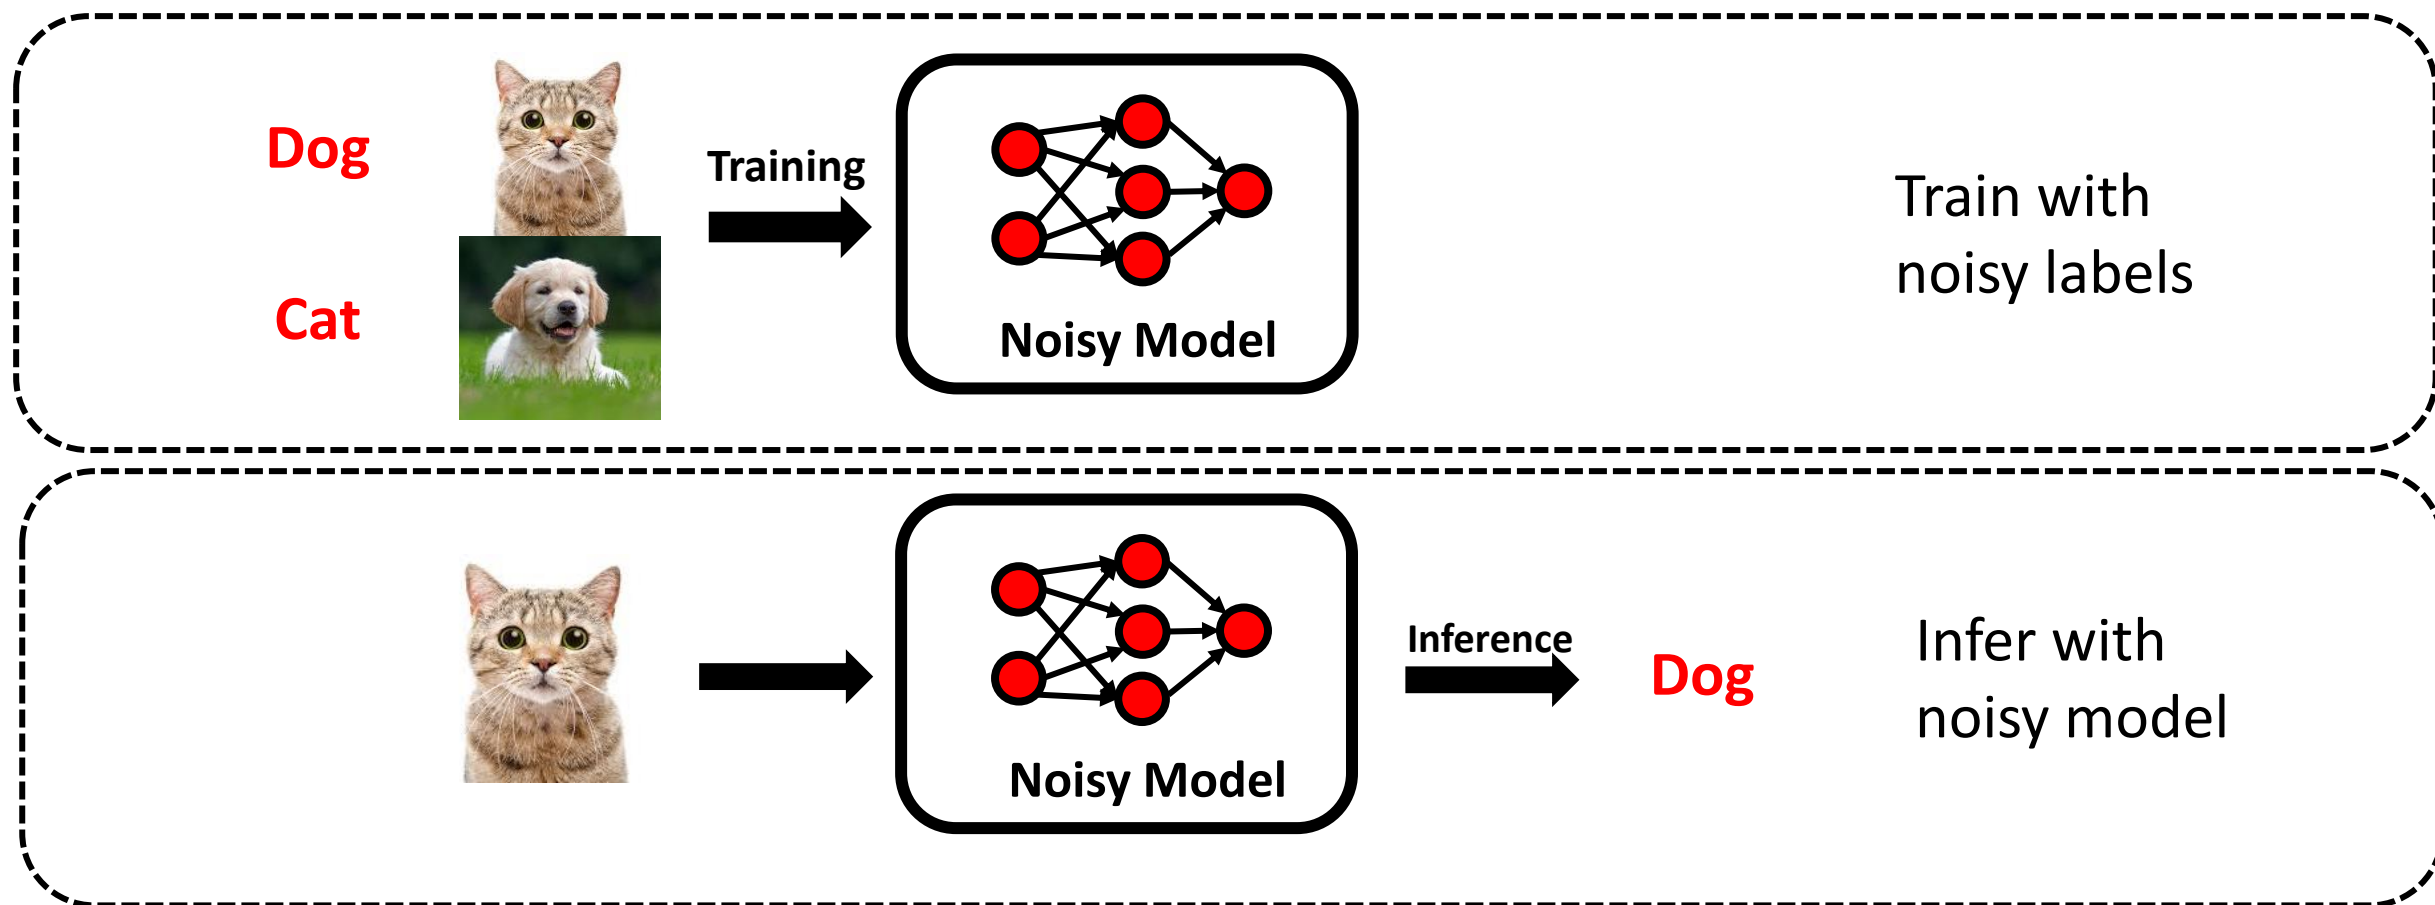 Dog
Cat
Training
Noisy Model
Train with
noisy labels
Noisy Model
Inference
Dog
Infer with
noisy model